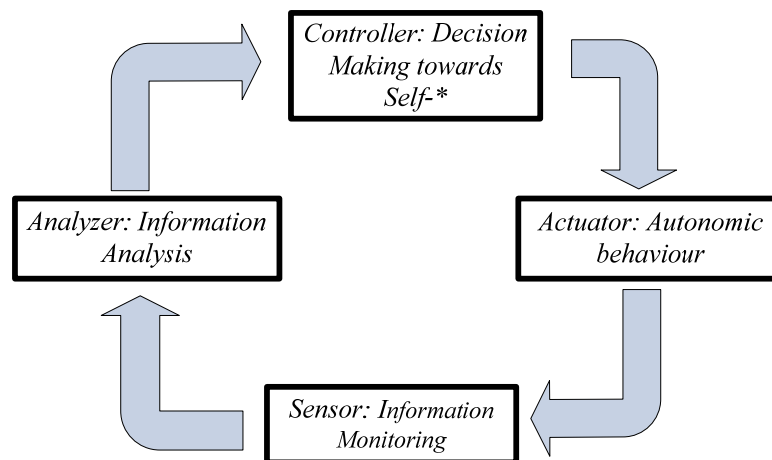 Controller: Decision
Making towards
Self-*
Analyzer: Information
Analysis
Actuator: Autonomic
behaviour
Sensor: Information
Monitoring